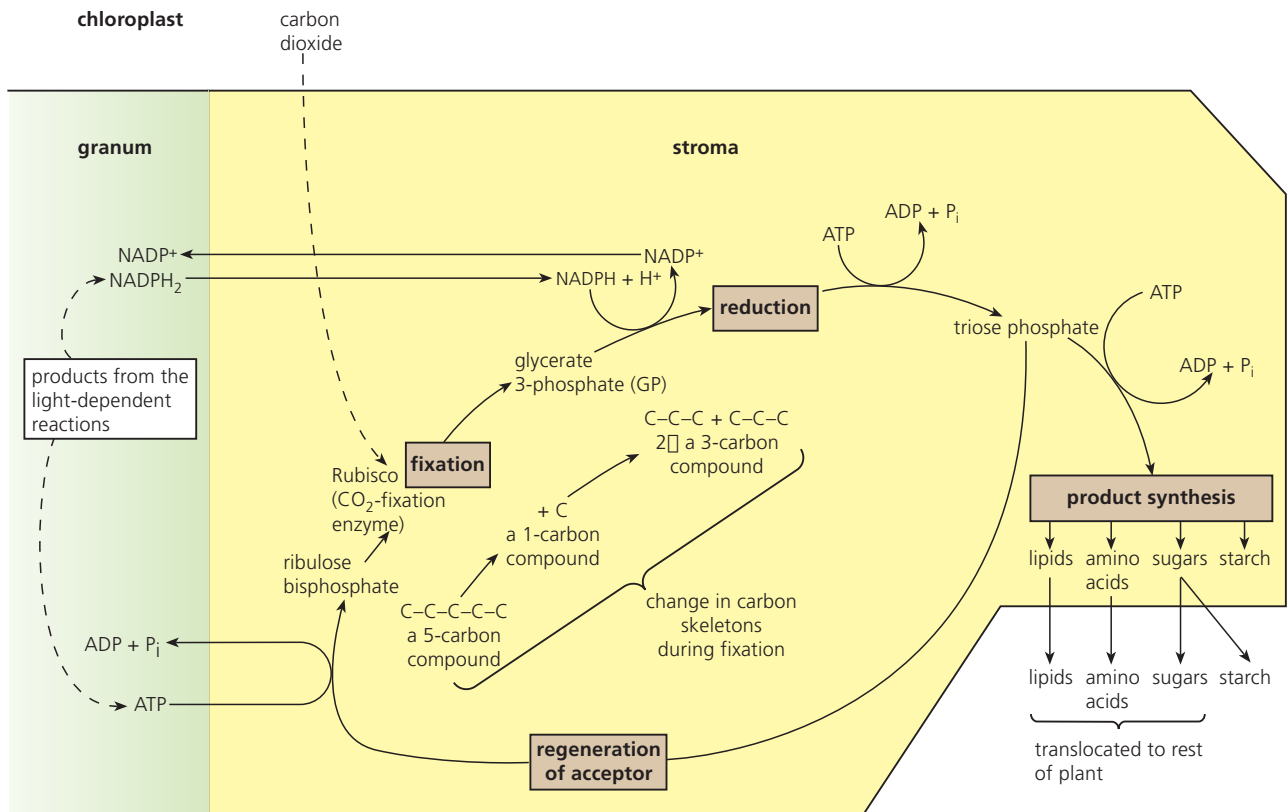 chloroplast
carbon
dioxide
granum
stroma
NADP+
NADPH2
NADP+
NADPH + H+
ATP
ADP + Pi
reduction
triose phosphate
ATP
ADP + Pi
products from the
light-dependent
reactions
glycerate
3-phosphate (GP)
C–C–C + C–C–C
2▯ a 3-carbon
compound
fixation
Rubisco
(CO2-fixation
enzyme)
+ C
a 1-carbon
compound
ribulose
bisphosphate
C–C–C–C–C
a 5-carbon
compound
change in carbon
skeletons
during fixation
ADP + Pi
ATP
regeneration
of acceptor
product synthesis
lipids
amino
acids
sugars
starch
lipids
amino
acids
sugars
starch
translocated to rest
of plant